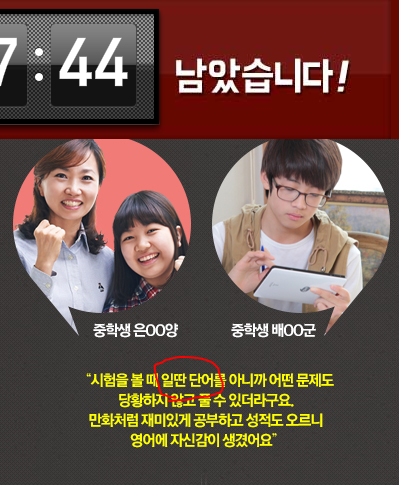 7:44
남았습니다!
중학생 은OO양
중학생 배OO군
“시험을 볼 때 일딴 단어를 아니까 어떤 문제도
당황하지 않고 풀 수 있더라구요.
만화처럼 재미있게 공부하고 성적도 오르니
영어에 자신감이 생겼어요”